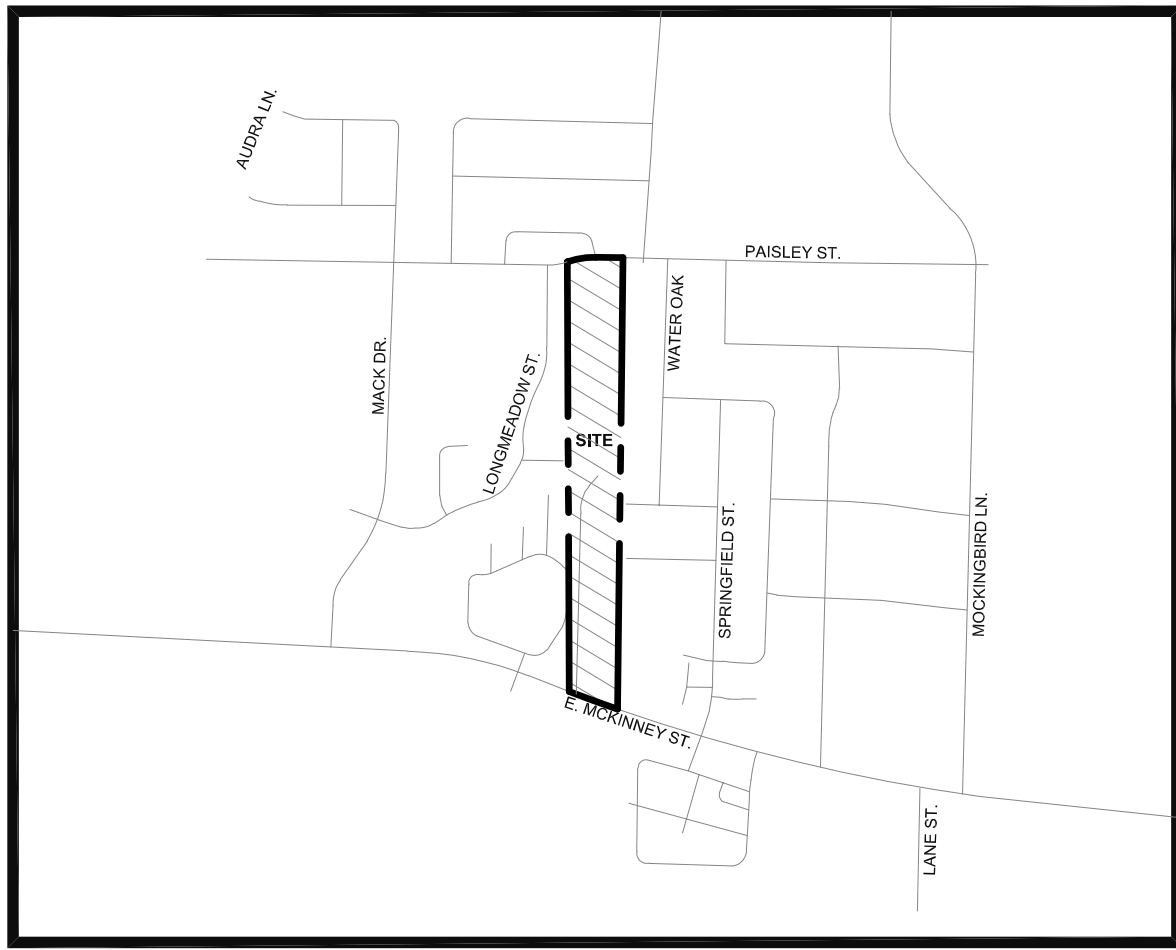 AUDRA LN.
PAISLEY ST.
WATER OAK
MACK DR.
LONGMEADOW ST.
SITE
SPRINGFIELD ST.
MOCKINGBIRD LN.
E. MCKINNEY ST.
LANE ST.